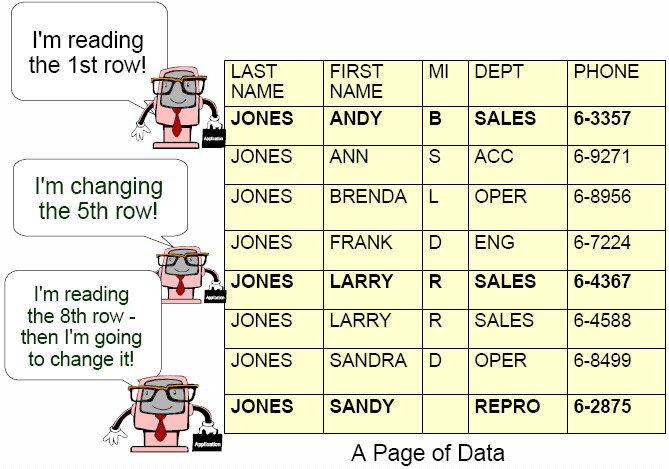 I'm reading
the 1st row!
Application
I'm changing
the 5th row!
Application
I'm reading
the 8th row -
then I'm going
to change it!
Application
LAST NAME FIRST NAME MI DEPT PHONE
JONES ANDY B SALES 6-3357
JONES ANN S ACC 6-9271
JONES BRENDA L OPER 6-8956
JONES FRANK D ENG 6-7224
JONES LARRY R SALES 6-4367
JONES LARRY R SALES 6-4588
JONES SANDRA D OPER 6-8499
JONES SANDY REPRO 6-2875
A Page of Data